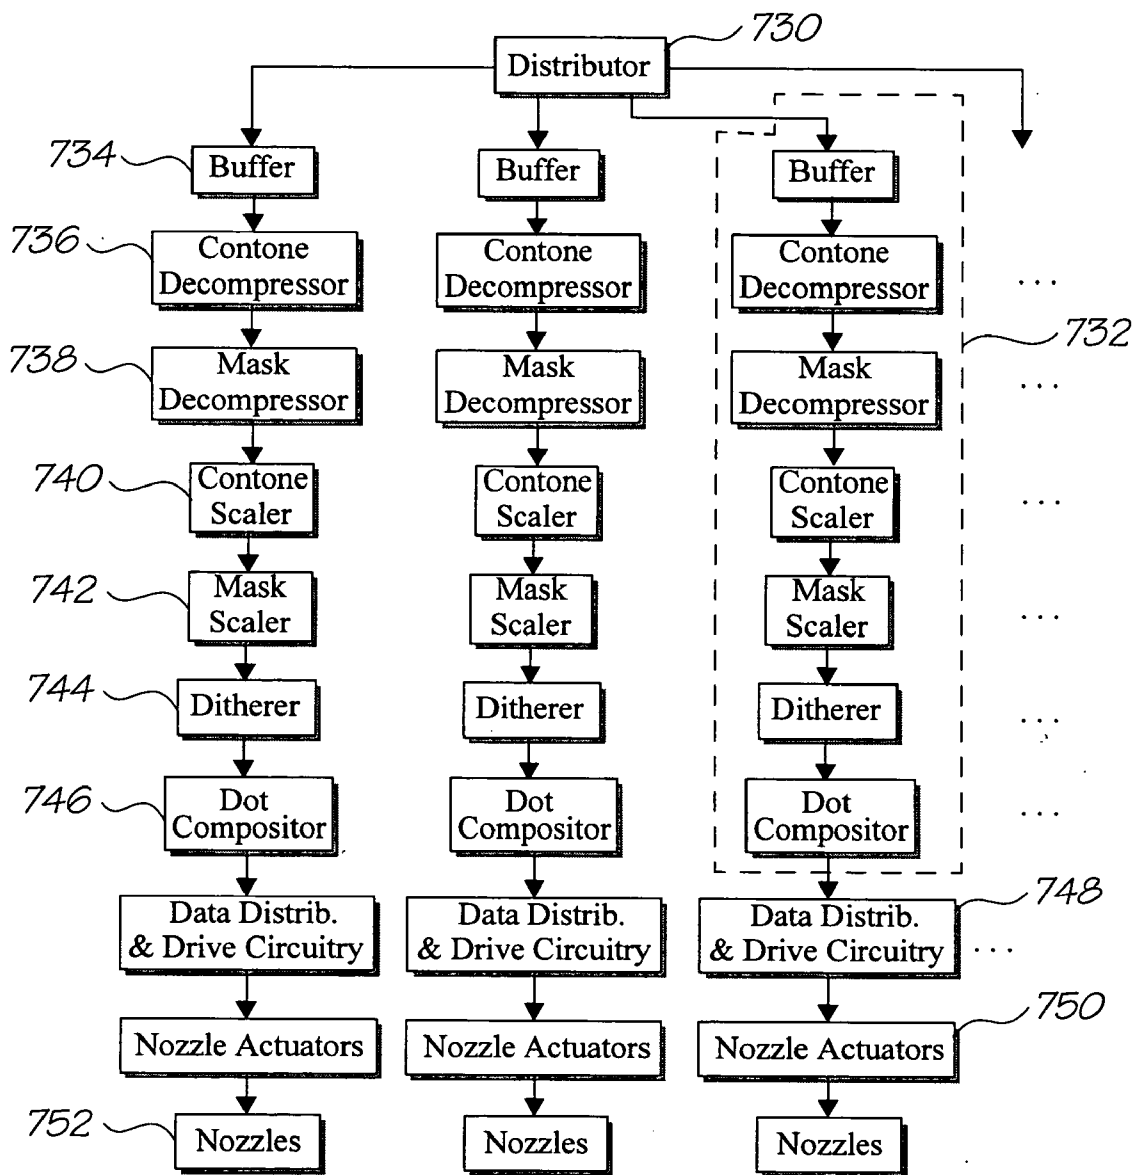 730
Distributor
734
Buffer
Buffer
Buffer
736
Contone
Decompressor
Contone
Decompressor
Contone
Decompressor
...
732
738
Mask
Decompressor
Mask
Decompressor
Mask
Decompressor
...
740
Contone
Scaler
Contone
Scaler
Contone
Scaler
...
742
Mask
Scaler
Mask
Scaler
Mask
Scaler
...
744
Ditherer
Ditherer
Ditherer
...
746
Dot
Compositor
Dot
Compositor
Dot
Compositor
...
Data Distrib.
& Drive Circuitry
Data Distrib.
& Drive Circuitry
Data Distrib.
& Drive Circuitry
748
...
Nozzle Actuators
Nozzle Actuators
Nozzle Actuators
750
752
Nozzles
Nozzles
Nozzles